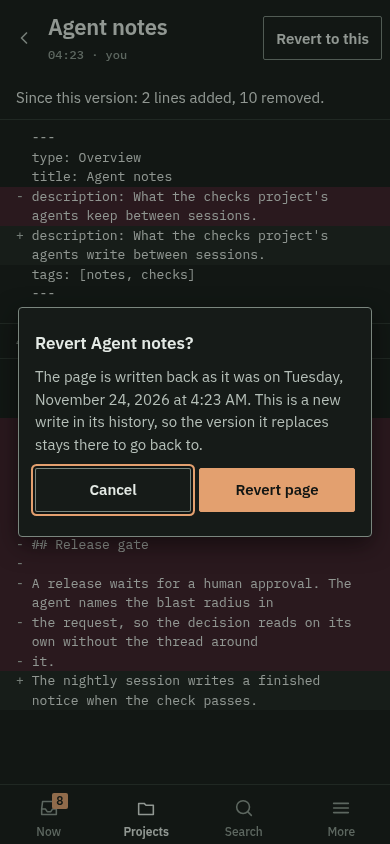 Agent notes
04:23 · you
Revert to this
Since this version: 2 lines added, 10 removed.
---
type: Overview
title: Agent notes
- description: What the checks project's
agents keep between sessions.
+ description: What the checks project's
agents write between sessions.
tags: [notes, checks]
---
Revert Agent notes?
The page is written back as it was on Tuesday,
November 24, 2026 at 4:23 AM. This is a new
write in its history, so the version it replaces
stays there to go back to.
Cancel
Revert page
- ## Release gate
-
- A release waits for a human approval. The
agent names the blast radius in
- the request, so the decision reads on its
own without the thread around
- it.
+ The nightly session writes a finished
notice when the check passes.
8
Now
Projects
Search
More